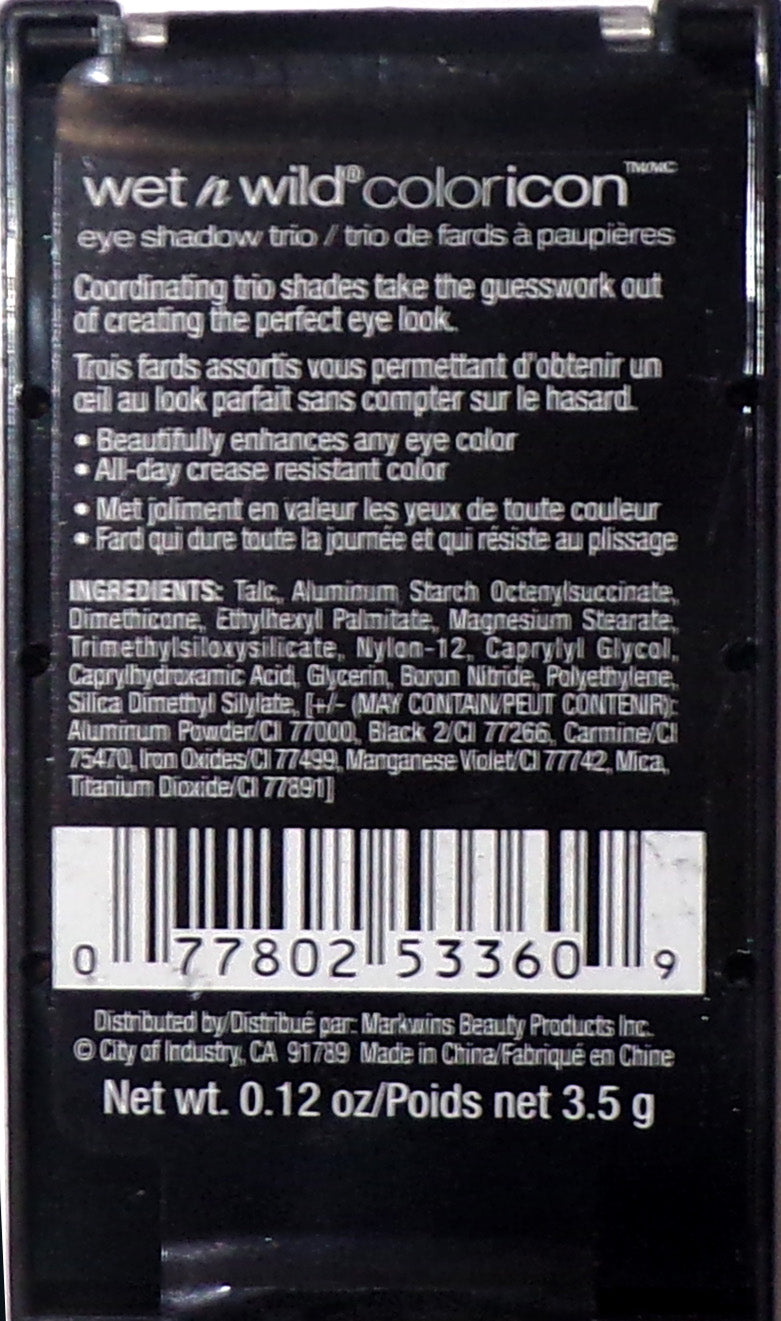 wet n wild® coloricon TM/MC
eye shadow trio / trio de fards à paupières
Coordinating trio shades take the guesswork out
of creating the perfect eye look.
Trois fards assortis vous permettant d'obtenir un
œil au look parfait sans compter sur le hasard.
• Beautifully enhances any eye color
• All-day crease resistant color
• Met joliment en valeur les yeux de toute couleur
• Fard qui dure toute la journée et qui résiste au plissage
INGREDIENTS: Talc, Aluminum Starch Octenylsuccinate,
Dimethicone, Ethylhexyl Palmitate, Magnesium Stearate,
Trimethylsiloxysilicate, Nylon-12, Caprylyl Glycol,
Caprylhydroxamic Acid, Glycerin, Boron Nitride, Polyethylene,
Silica Dimethyl Silylate, [+/- (MAY CONTAIN/PEUT CONTENIR):
Aluminum Powder/CI 77000, Black 2/CI 77266, Carmine/CI
75470, Iron Oxides/CI 77499, Manganese Violet/CI 77742, Mica,
Titanium Dioxide/CI 77891]
0 77802 53360 9
Distributed by/Distribué par: Markwins Beauty Products Inc.
© City of Industry, CA 91789 Made in China/Fabriqué en Chine
Net wt. 0.12 oz/Poids net 3.5 g